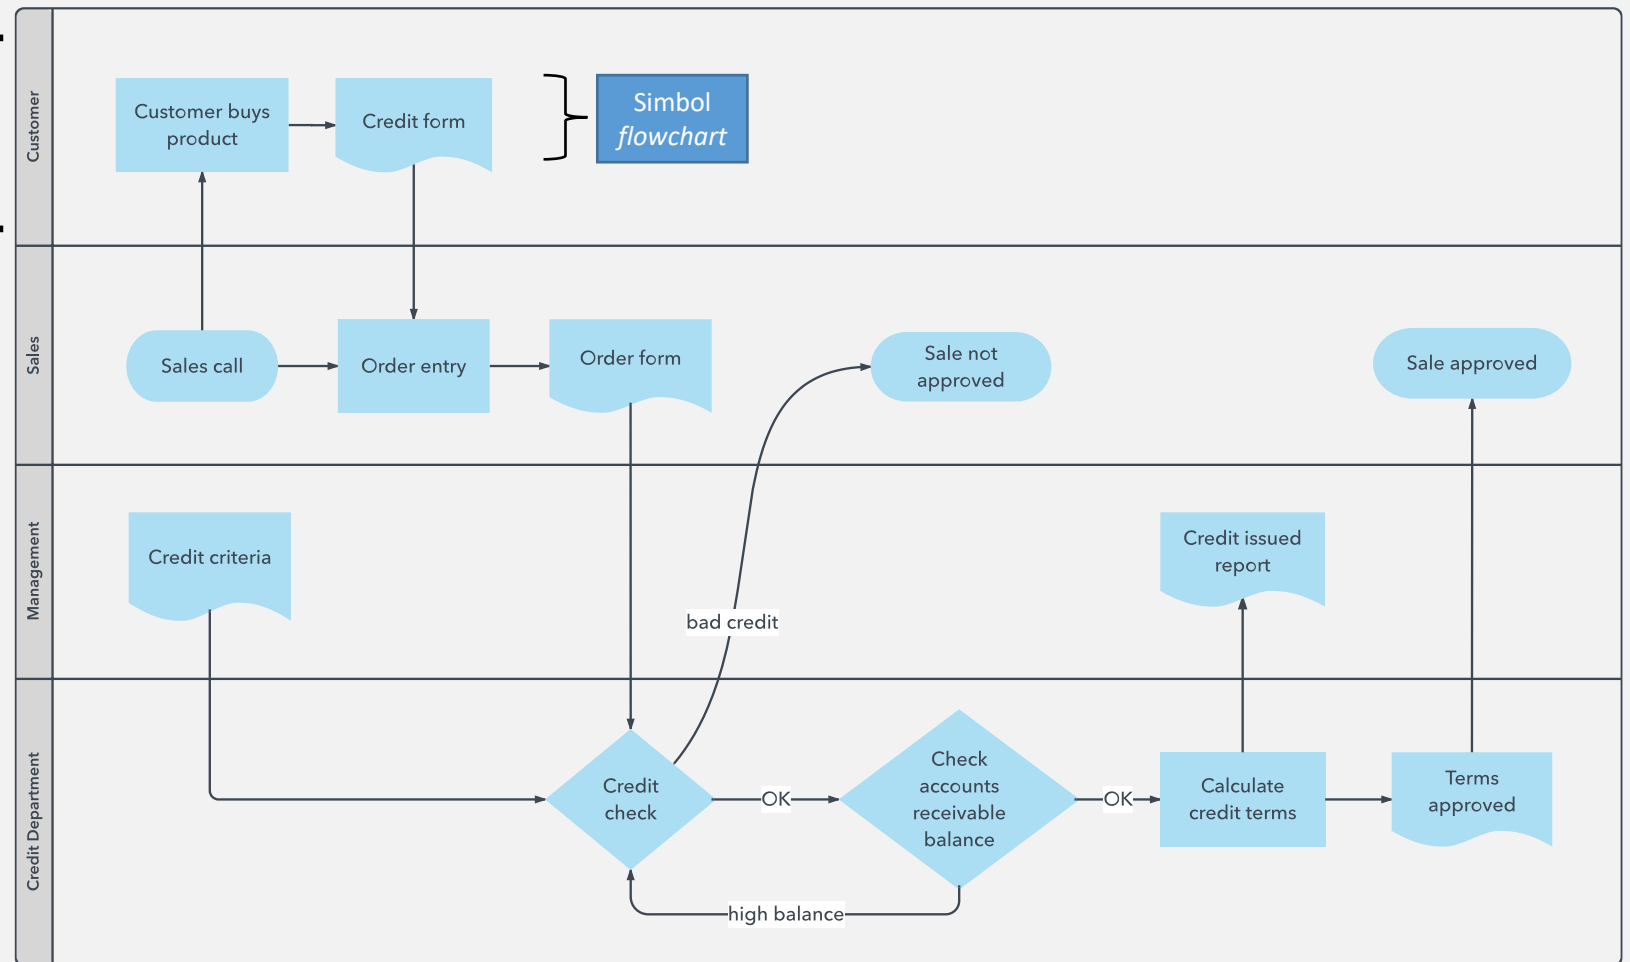 Customer
Customer buys
product
Credit form
Simbol
flowchart
Sales
Sales call
Order entry
Order form
Sale not
approved
Sale approved
Management
Credit criteria
bad credit
Credit issued
report
Credit Department
Credit
check
OK
Check
accounts
receivable
balance
OK
Calculate
credit terms
Terms
approved
high balance